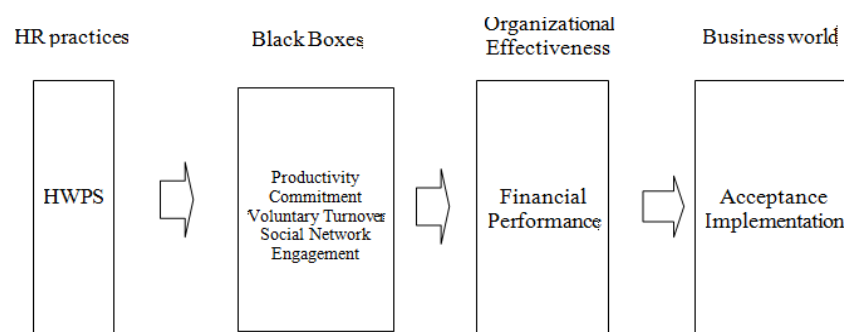 HR practices
Black Boxes
Organizational
Effectiveness
Business world
HWPS
Productivity
Commitment
Voluntary Turnover
Social Network
Engagement
Financial
Performance
Acceptance
Implementation